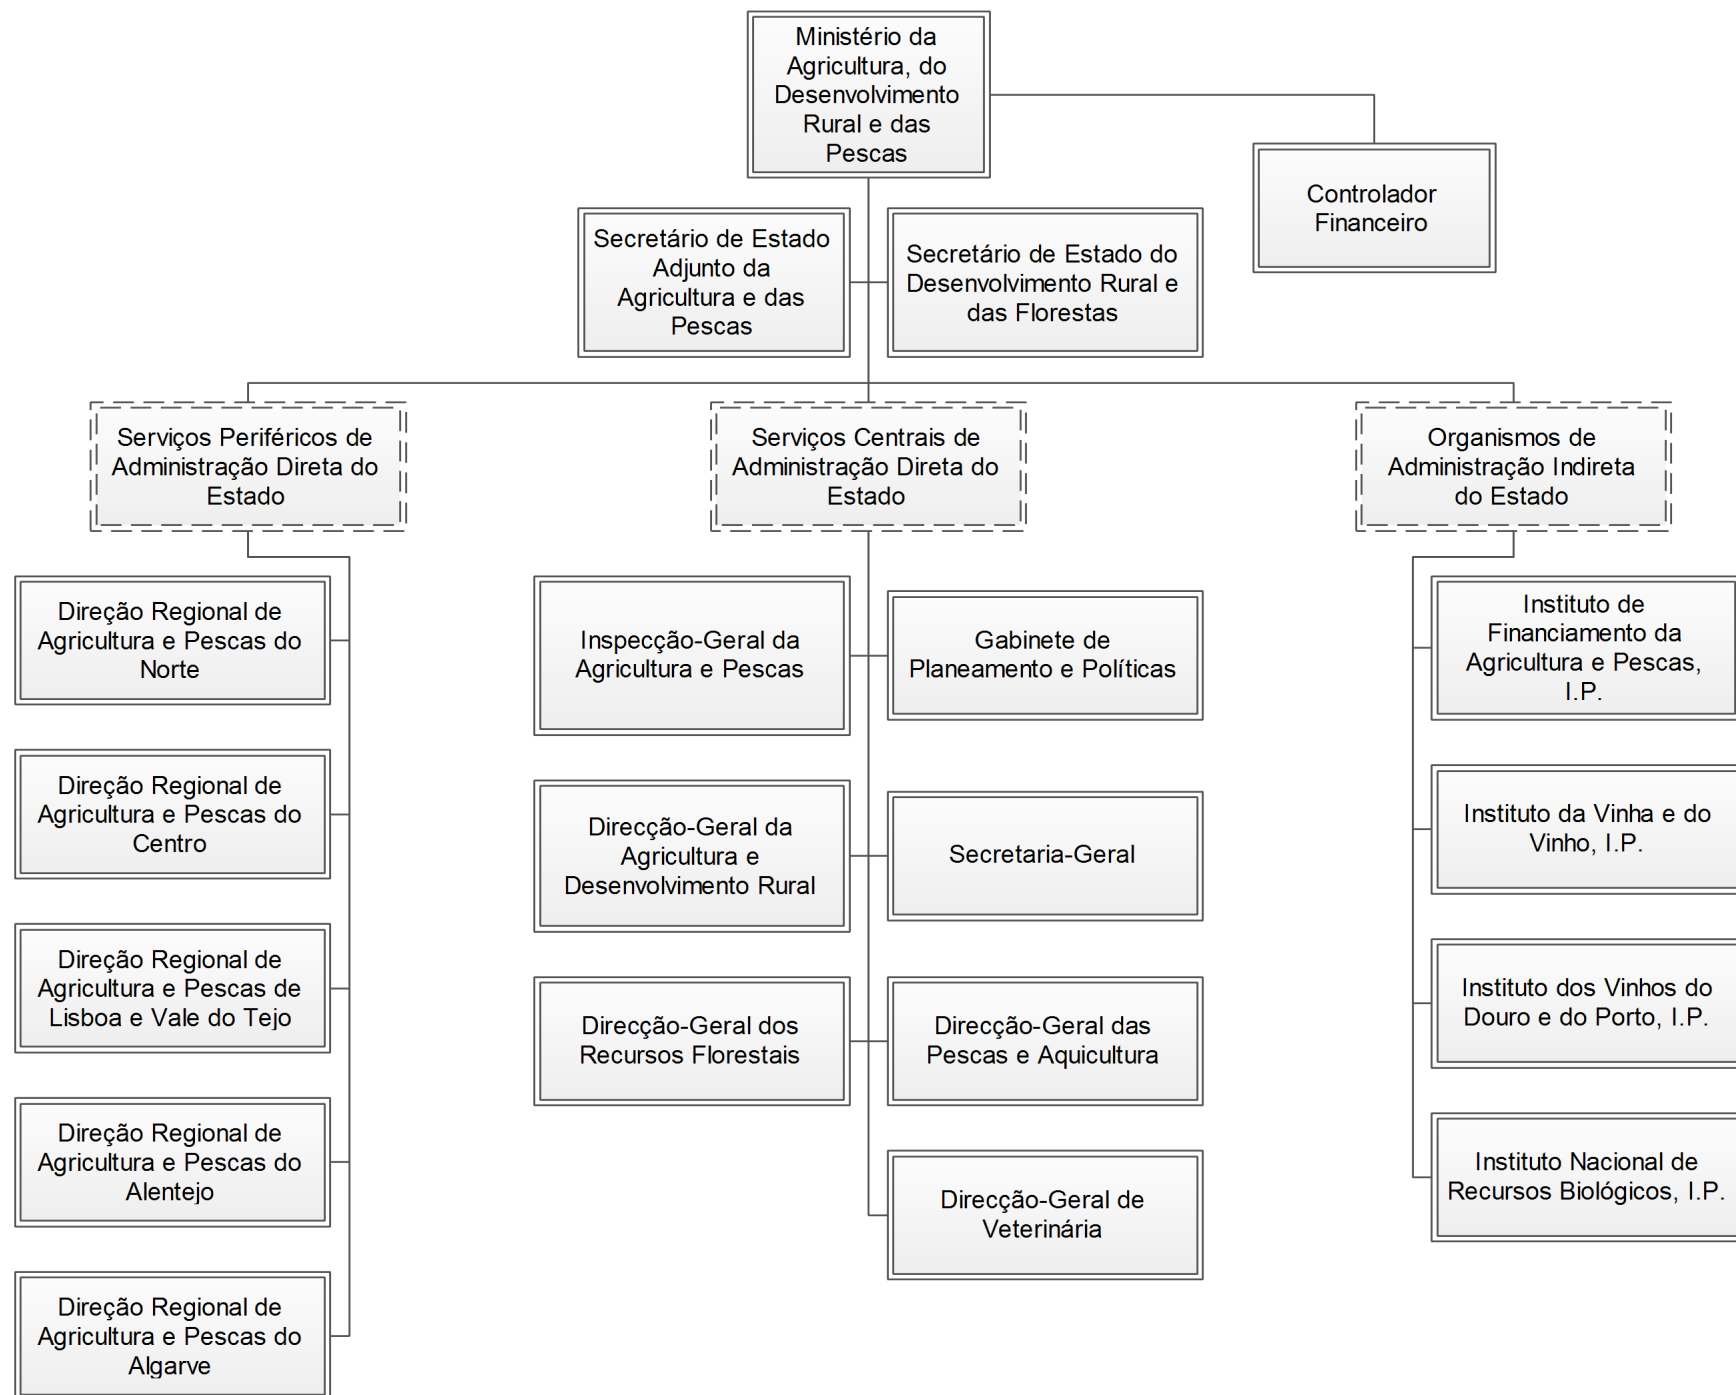 Ministério da
Agricultura, do
Desenvolvimento
Rural e das
Pescas
Controlador
Financeiro
Secretário de Estado
Adjunto da
Agricultura e das
Pescas
Secretário de Estado do
Desenvolvimento Rural e
das Florestas
Serviços Periféricos de
Administração Direta do
Estado
Serviços Centrais de
Administração Direta do
Estado
Organismos de
Administração Indireta
do Estado
Direção Regional de
Agricultura e Pescas do
Norte
Direção Regional de
Agricultura e Pescas do
Centro
Direção Regional de
Agricultura e Pescas de
Lisboa e Vale do Tejo
Direção Regional de
Agricultura e Pescas do
Alentejo
Direção Regional de
Agricultura e Pescas do
Algarve
Inspecção-Geral da
Agricultura e Pescas
Gabinete de
Planeamento e Políticas
Direcção-Geral da
Agricultura e
Desenvolvimento Rural
Secretaria-Geral
Direcção-Geral dos
Recursos Florestais
Direcção-Geral das
Pescas e Aquicultura
Direcção-Geral de
Veterinária
Instituto de
Financiamento da
Agricultura e Pescas,
I.P.
Instituto da Vinha e do
Vinho, I.P.
Instituto dos Vinhos do
Douro e do Porto, I.P.
Instituto Nacional de
Recursos Biológicos, I.P.